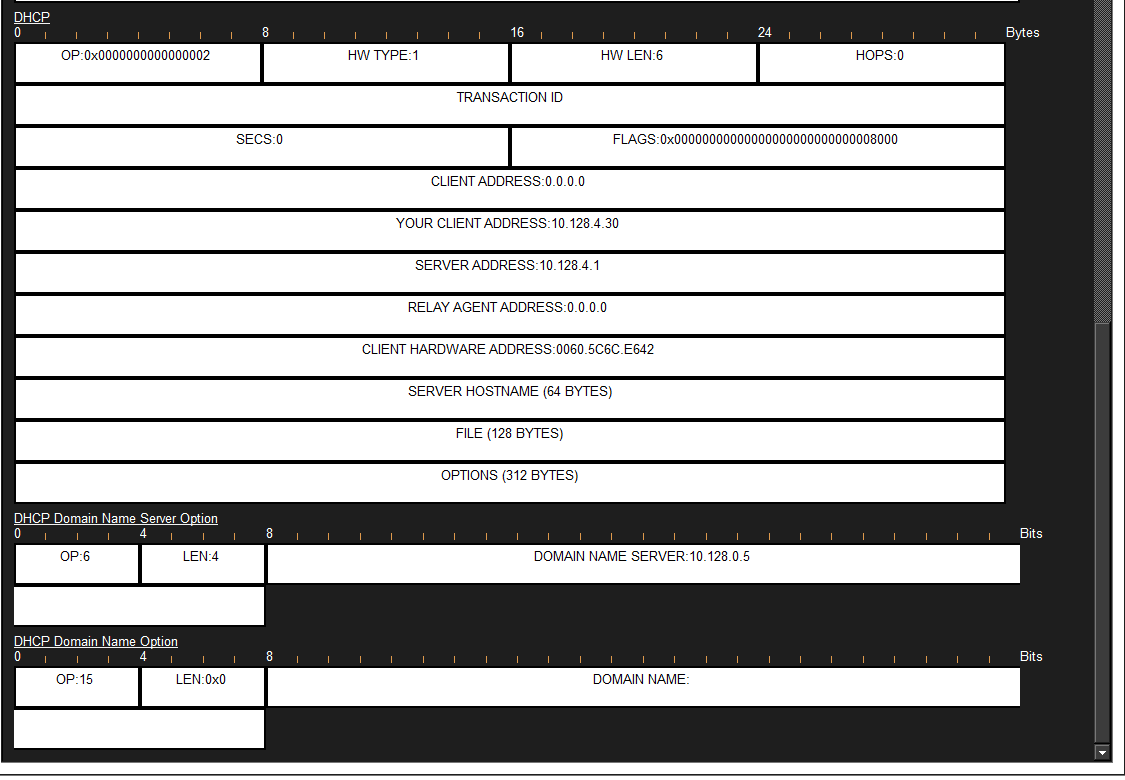 DHCP
0 8 16 24 Bytes
OP:0x0000000000000002 HW TYPE:1 HW LEN:6 HOPS:0
TRANSACTION ID
SECS:0 FLAGS:0x00000000000000000000000000008000
CLIENT ADDRESS:0.0.0.0
YOUR CLIENT ADDRESS:10.128.4.30
SERVER ADDRESS:10.128.4.1
RELAY AGENT ADDRESS:0.0.0.0
CLIENT HARDWARE ADDRESS:0060.5C6C.E642
SERVER HOSTNAME (64 BYTES)
FILE (128 BYTES)
OPTIONS (312 BYTES)
DHCP Domain Name Server Option
0 4 8 Bits
OP:6 LEN:4 DOMAIN NAME SERVER:10.128.0.5
DHCP Domain Name Option
0 4 8 Bits
OP:15 LEN:0x0 DOMAIN NAME: